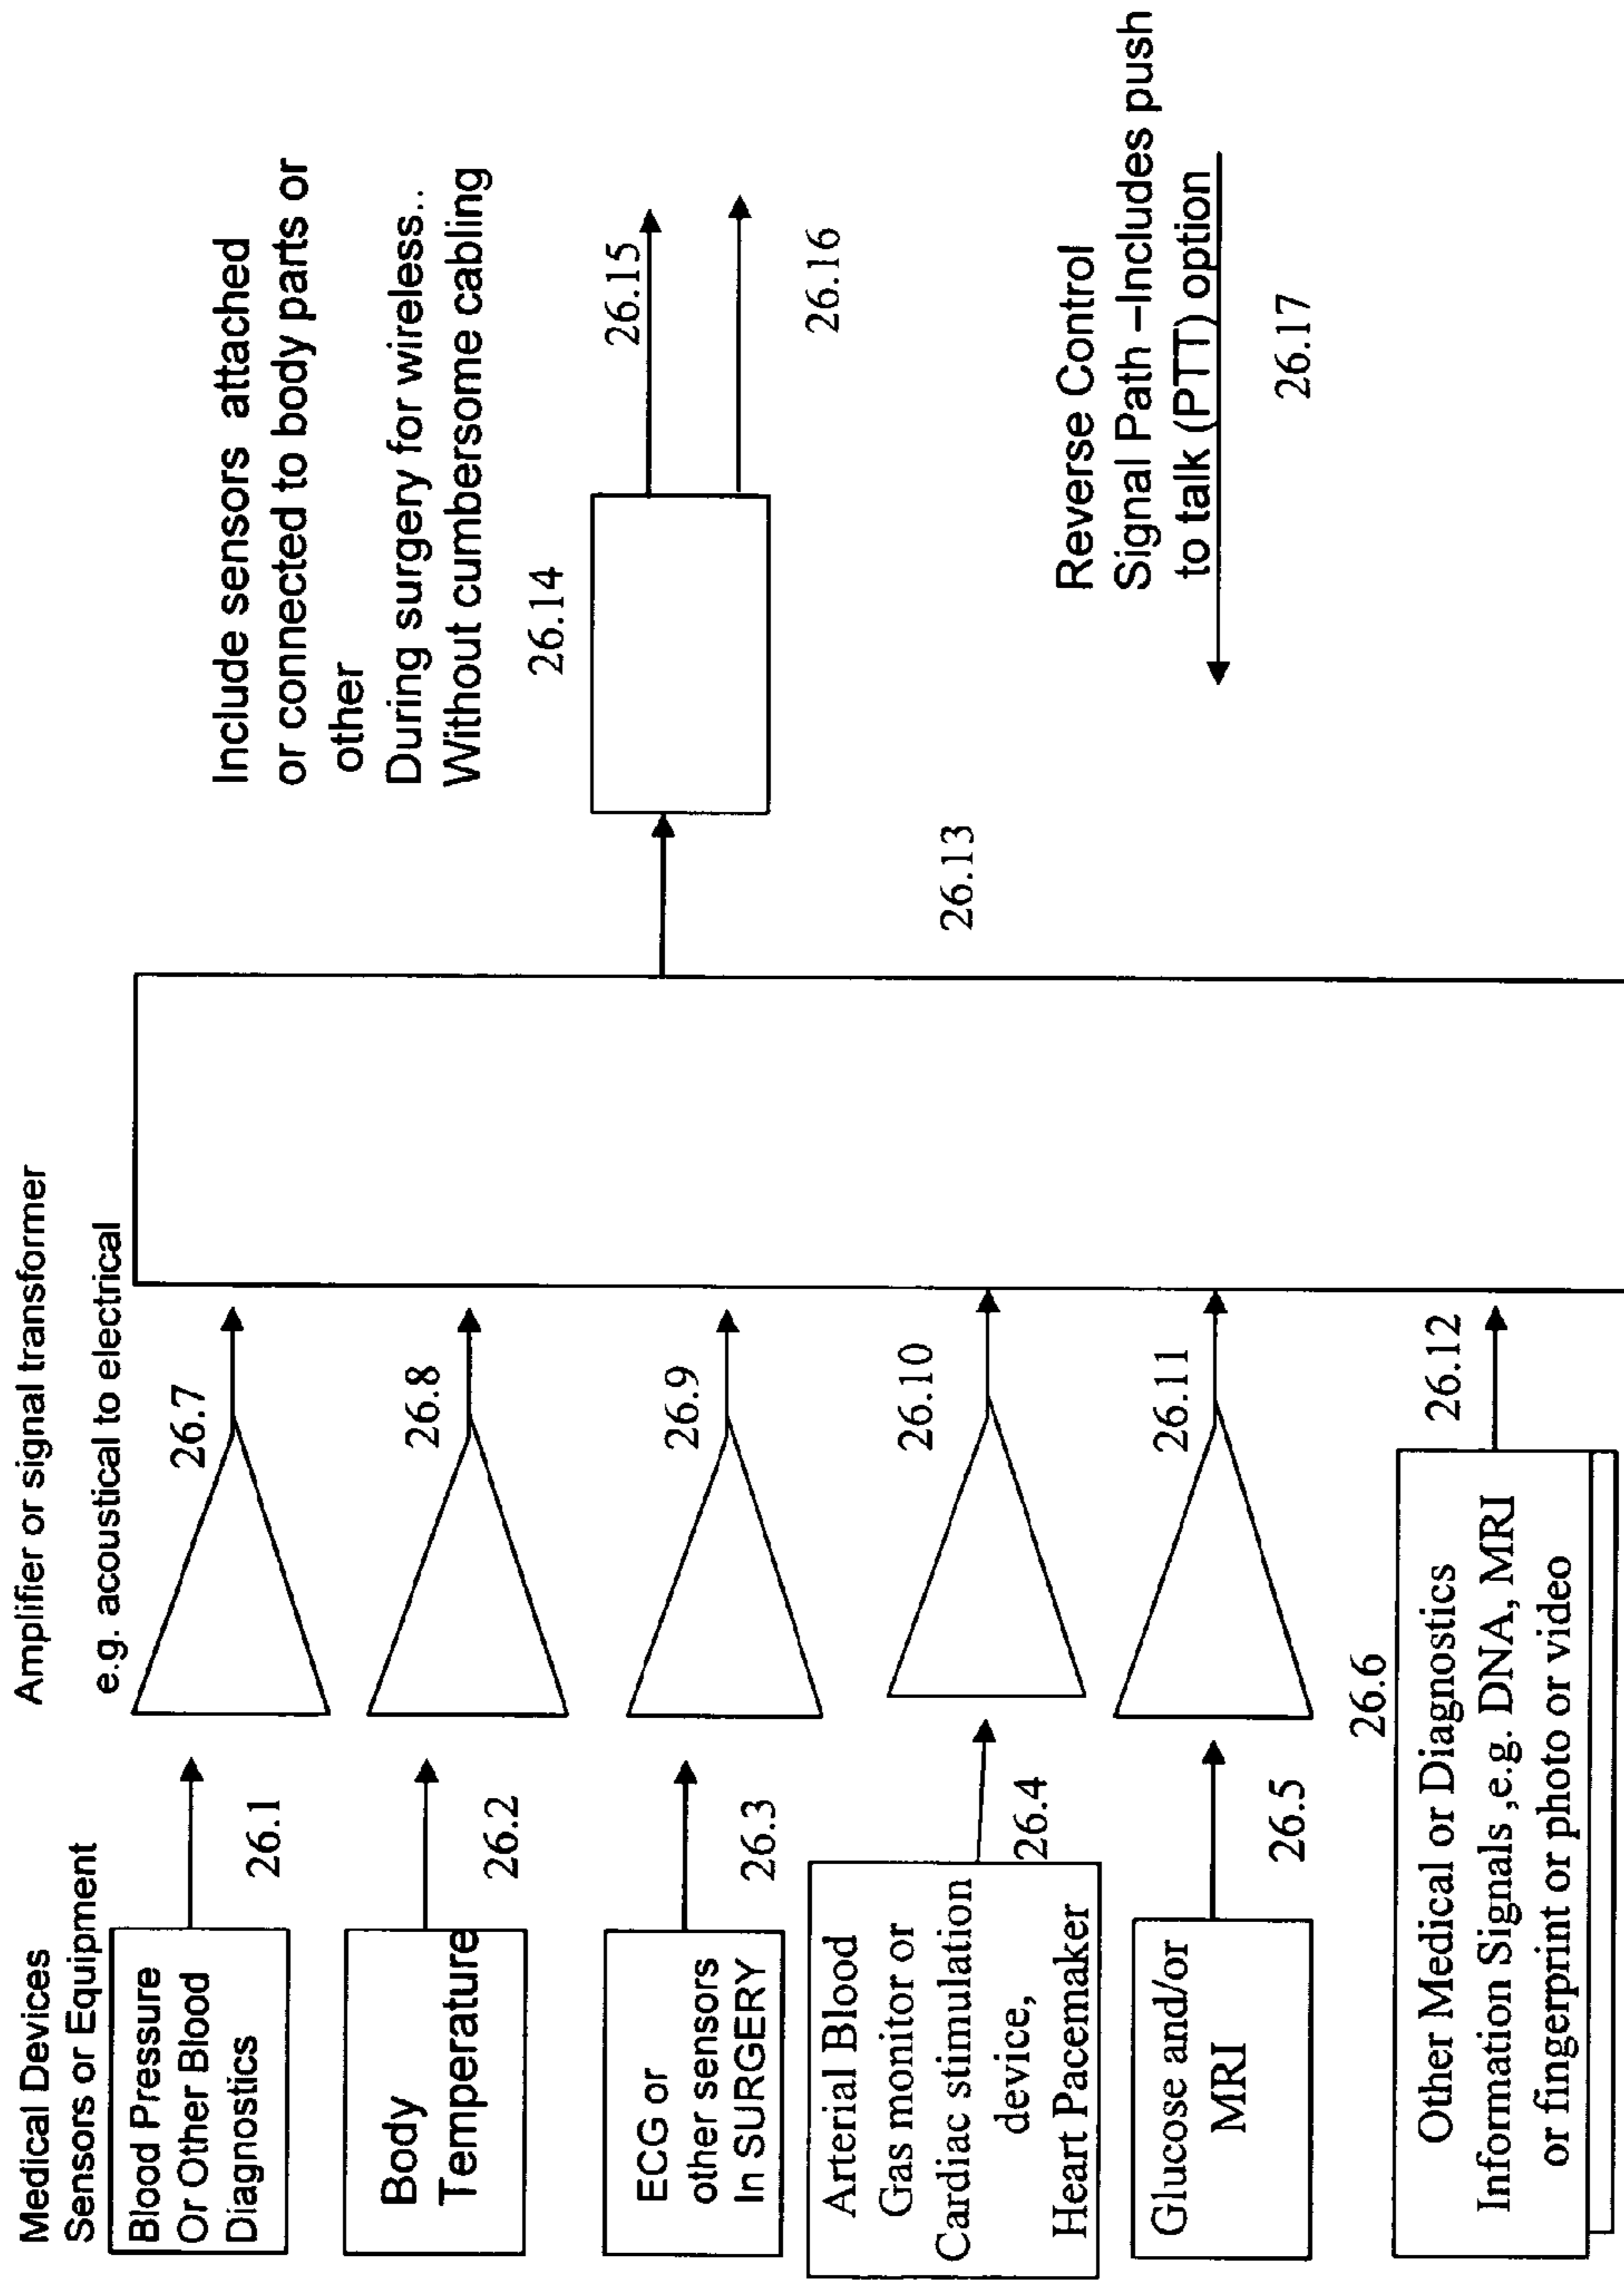 Medical Devices
Sensors or Equipment
Amplifier or signal transformer
e.g. acoustical to electrical
Blood Pressure
Or Other Blood
Diagnostics
26.1
26.7
Body
Temperature
26.2
26.8
ECG or
other sensors
In SURGERY
26.3
26.9
Arterial Blood
Gas monitor or
Cardiac stimulation
device,
Heart Pacemaker
26.4
26.10
Glucose and/or
MRI
26.5
26.11
26.6
Other Medical or Diagnostics
Information Signals ,e.g. DNA, MRI
or fingerprint or photo or video
26.12
26.13
Include sensors attached
or connected to body parts or
other
During surgery for wireless..
Without cumbersome cabling
26.14
26.15
26.16
Reverse Control
Signal Path –Includes push
to talk (PTT) option
26.17